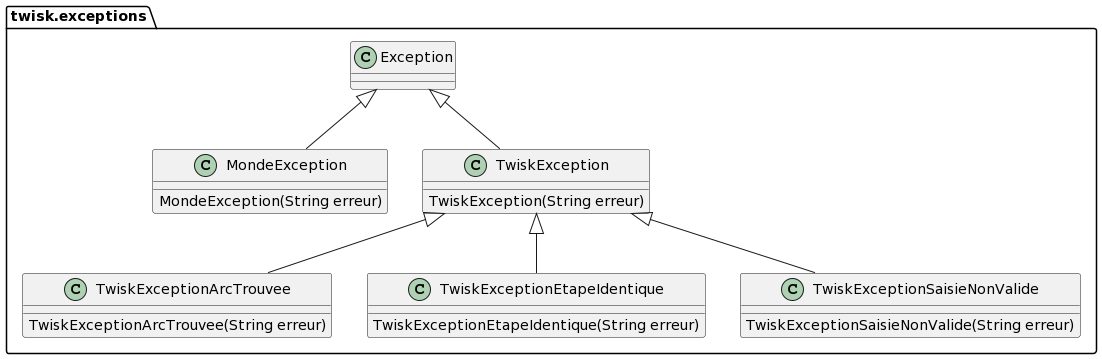 twisk.exceptions
C Exception
C MondeException
MondeException(String erreur)
C TwiskException
TwiskException(String erreur)
C TwiskExceptionArcTrouvee
TwiskExceptionArcTrouvee(String erreur)
C TwiskExceptionEtapeIdentique
TwiskExceptionEtapeIdentique(String erreur)
C TwiskExceptionSaisieNonValide
TwiskExceptionSaisieNonValide(String erreur)